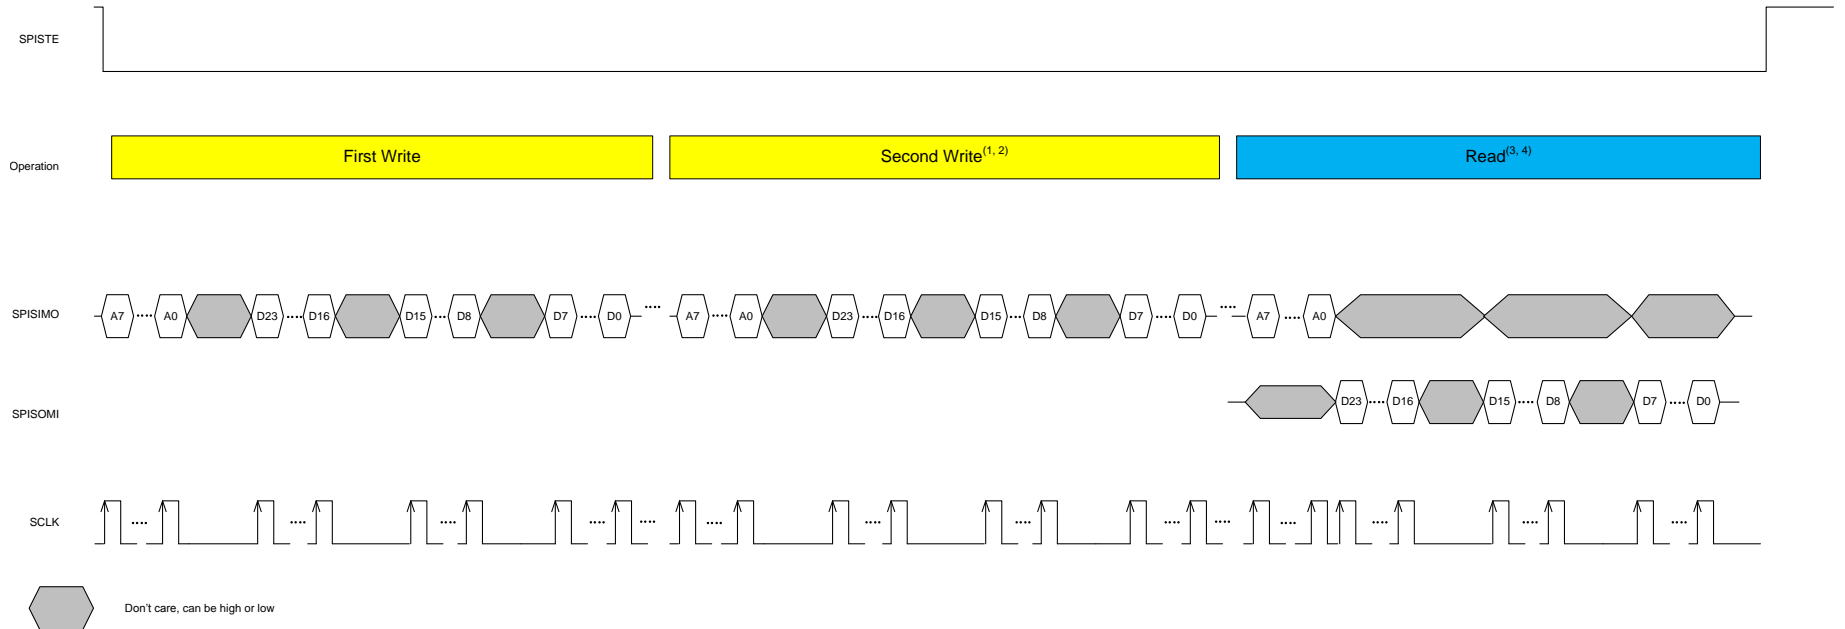 SPISTE
Operation First Write Second Write(1, 2) Read(3, 4)
SPISIMO A7 .... A0 D23 .... D16 D15 ... D8 D7 .... D0 .... A7 .... A0 D23 .... D16 D15 ... D8 D7 .... D0 .... A7 .... A0
SPISOMI D23 .... D16 D15 .... D8 D7 .... D0
SCLK .... .... .... .... .... .... .... .... .... .... .... .... .... ....
Don't care, can be high or low